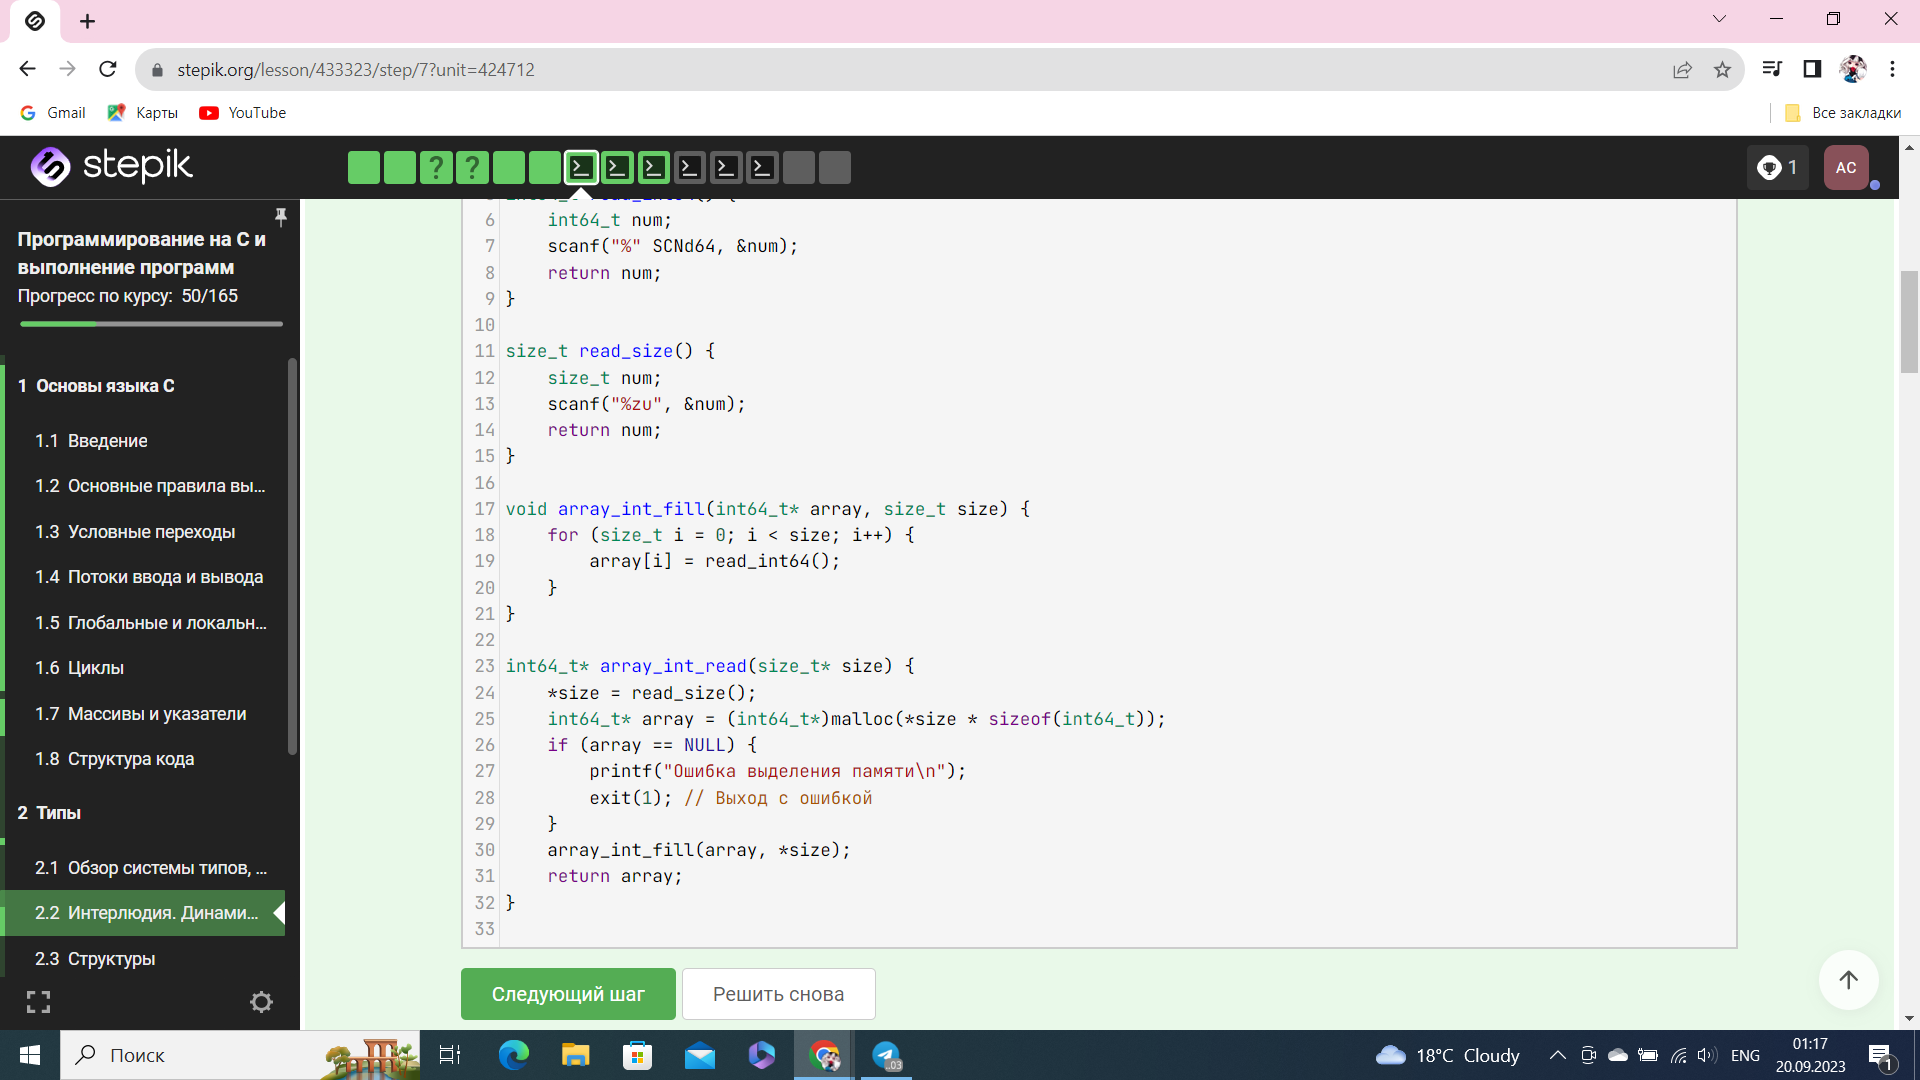 stepik.org/lesson/433323/step/7?unit=424712
Gmail
Карты
YouTube
Все закладки
stepik
? ?
1
AC
Программирование на C и
выполнение программ
Прогресс по курсу: 50/165
1 Основы языка C
1.1 Введение
1.2 Основные правила вы...
1.3 Условные переходы
1.4 Потоки ввода и вывода
1.5 Глобальные и локальн...
1.6 Циклы
1.7 Массивы и указатели
1.8 Структура кода
2 Типы
2.1 Обзор системы типов, ...
2.2 Интерлюдия. Динами...
2.3 Структуры
6 int64_t num;
7 scanf("%" SCNd64, &num);
8 return num;
9 }
10
11 size_t read_size() {
12 size_t num;
13 scanf("%zu", &num);
14 return num;
15 }
16
17 void array_int_fill(int64_t* array, size_t size) {
18 for (size_t i = 0; i < size; i++) {
19 array[i] = read_int64();
20 }
21 }
22
23 int64_t* array_int_read(size_t* size) {
24 *size = read_size();
25 int64_t* array = (int64_t*)malloc(*size * sizeof(int64_t));
26 if (array == NULL) {
27 printf("Ошибка выделения памяти\n");
28 exit(1); // Выход с ошибкой
29 }
30 array_int_fill(array, *size);
31 return array;
32 }
33
Следующий шаг
Решить снова
Поиск
.03
18°C Cloudy
ENG
01:17
20.09.2023
1